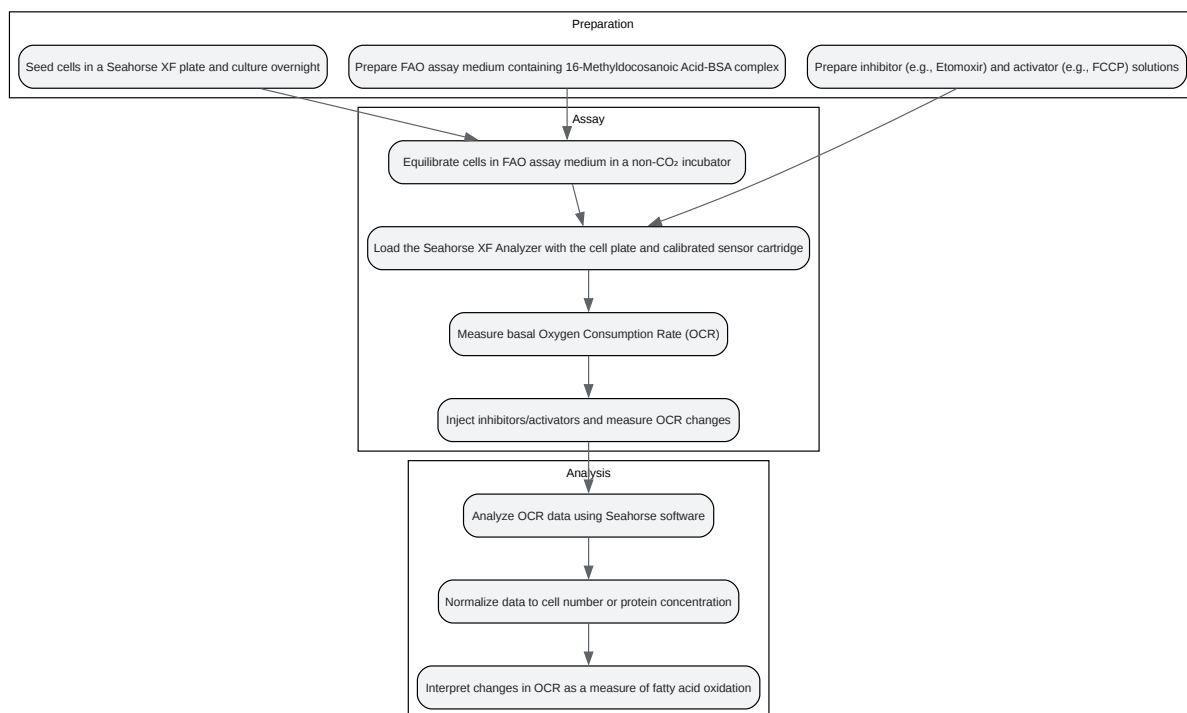 Preparation
Seed cells in a Seahorse XF plate and culture overnight
Prepare FAO assay medium containing 16-Methyldocosanoic Acid-BSA complex
Prepare inhibitor (e.g., Etomoxir) and activator (e.g., FCCP) solutions
Assay
Equilibrate cells in FAO assay medium in a non-CO₂ incubator
Load the Seahorse XF Analyzer with the cell plate and calibrated sensor cartridge
Measure basal Oxygen Consumption Rate (OCR)
Inject inhibitors/activators and measure OCR changes
Analysis
Analyze OCR data using Seahorse software
Normalize data to cell number or protein concentration
Interpret changes in OCR as a measure of fatty acid oxidation